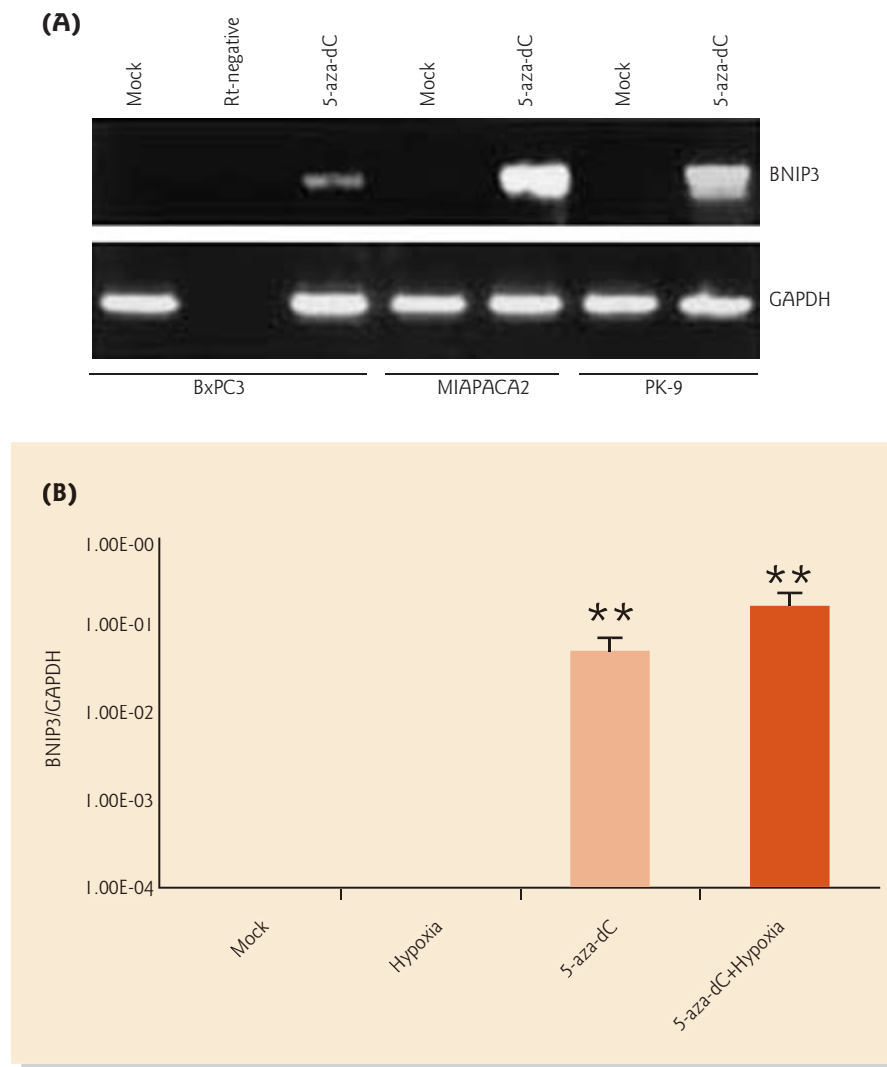 (A)
Mock
Rt-negative
5-aza-dC
Mock
5-aza-dC
Mock
5-aza-dC
BNIP3
GAPDH
BxPC3
MIAPACA2
PK-9
(B)
BNIP3/GAPDH
1.00E-00
1.00E-01
1.00E-02
1.00E-03
1.00E-04
**
**
Mock
Hypoxia
5-aza-dC
5-aza-dC+Hypoxia